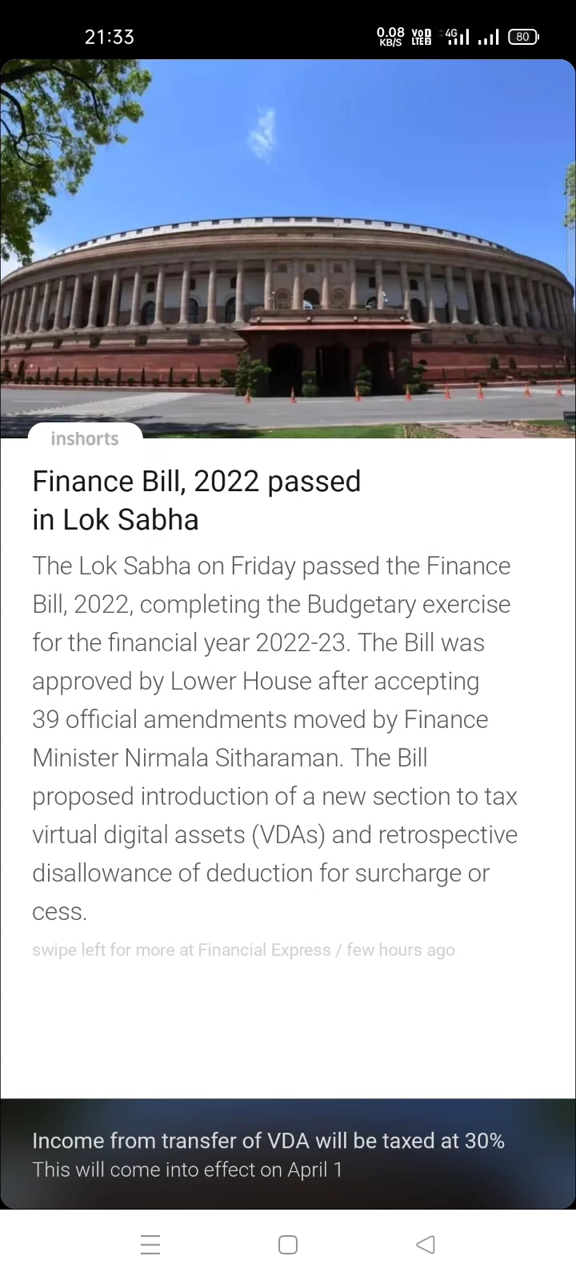 21:33
0.08
KB/S
4G
80
inshorts
Finance Bill, 2022 passed
in Lok Sabha
The Lok Sabha on Friday passed the Finance
Bill, 2022, completing the Budgetary exercise
for the financial year 2022-23. The Bill was
approved by Lower House after accepting
39 official amendments moved by Finance
Minister Nirmala Sitharaman. The Bill
proposed introduction of a new section to tax
virtual digital assets (VDAs) and retrospective
disallowance of deduction for surcharge or
cess.
swipe left for more at Financial Express / few hours ago
Income from transfer of VDA will be taxed at 30%
This will come into effect on April 1